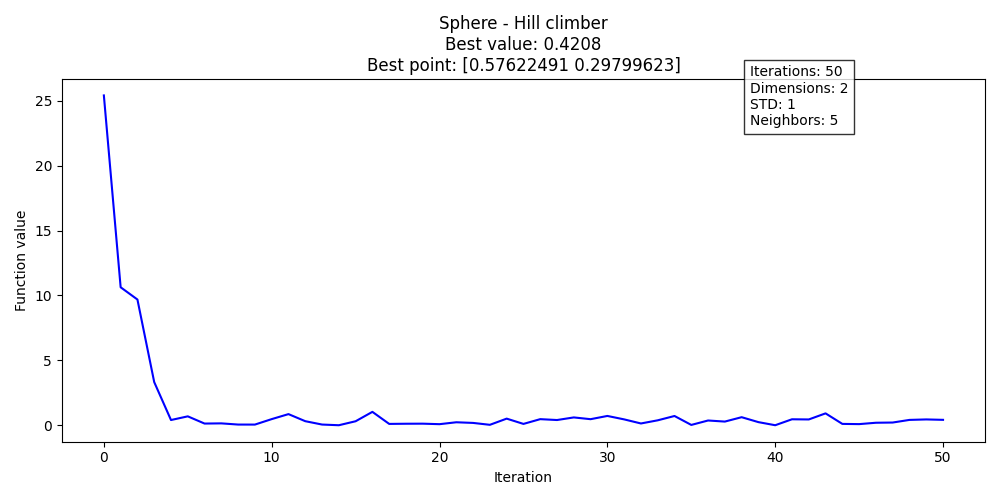 Sphere - Hill climber
Best value: 0.4208
Best point: [0.57622491 0.29799623]
Iterations: 50
Dimensions: 2
STD: 1
Neighbors: 5
25
20
15
10
5
0
Function value
0 10 20 30 40 50
Iteration